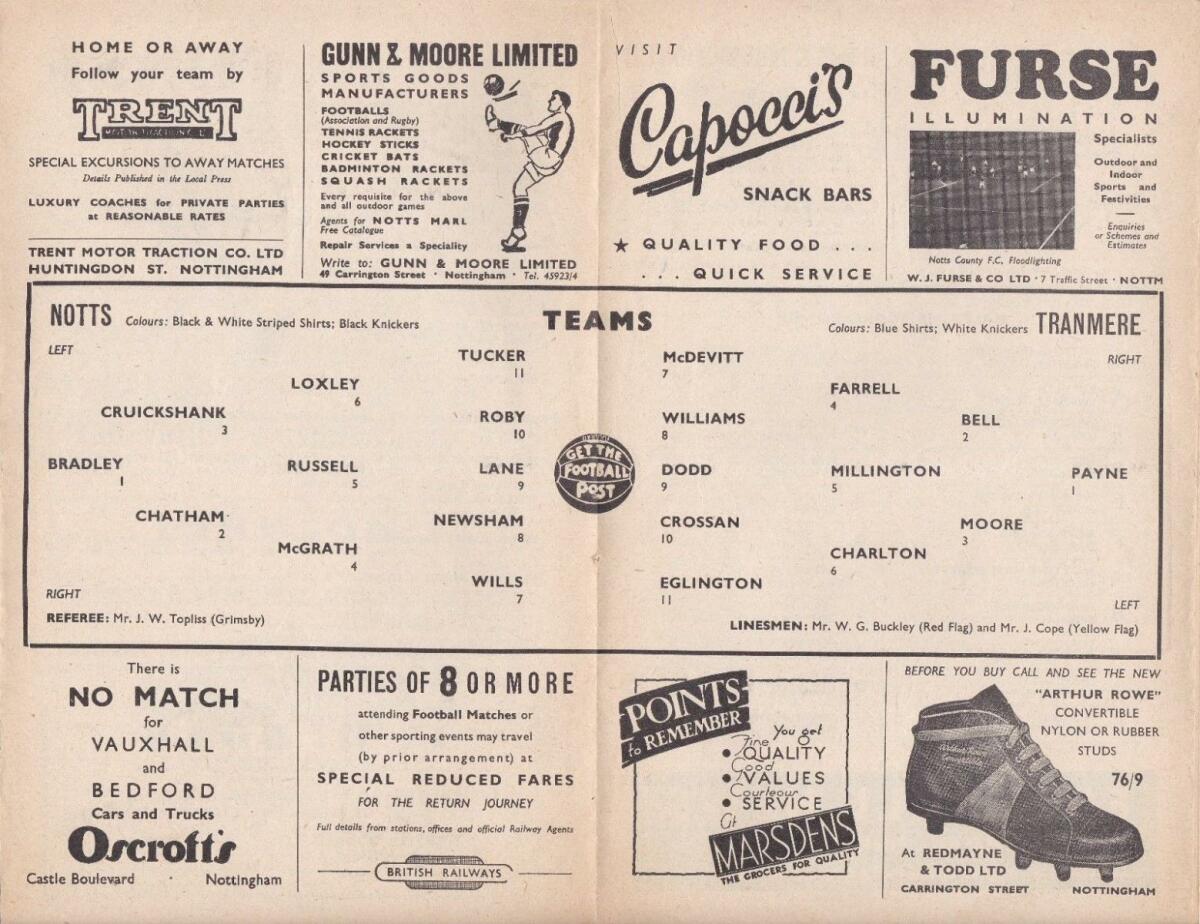 HOME OR AWAY
Follow your team by
TRENT
MOTOR TRACTION Co LTD
SPECIAL EXCURSIONS TO AWAY MATCHES
Details Published in the Local Press
LUXURY COACHES for PRIVATE PARTIES
at REASONABLE RATES
TRENT MOTOR TRACTION CO. LTD
HUNTINGDON ST. NOTTINGHAM
GUNN & MOORE LIMITED
SPORTS GOODS
MANUFACTURERS
FOOTBALLS
(Association and Rugby)
TENNIS RACKETS
HOCKEY STICKS
CRICKET BATS
BADMINTON RACKETS
SQUASH RACKETS
Every requisite for the above
and all outdoor games
Agents for NOTTS MARL
Free Catalogue
Repair Services a Speciality
Write to: GUNN & MOORE LIMITED
49 Carrington Street · Nottingham · Tel. 45923/4
VISIT
Capocci's
SNACK BARS
★ QUALITY FOOD . . .
. . . QUICK SERVICE
FURSE
ILLUMINATION
Specialists
Outdoor and
Indoor
Sports and
Festivities
Enquiries
or Schemes and
Estimates
Notts County F.C. Floodlighting
W. J. FURSE & CO LTD · 7 Traffic Street · NOTTM
TEAMS
NOTTS Colours: Black & White Striped Shirts; Black Knickers
LEFT
TUCKER
11
LOXLEY
6
CRUICKSHANK
3
ROBY
10
BRADLEY
1
RUSSELL
5
LANE
9
CHATHAM
2
NEWSHAM
8
McGRATH
4
WILLS
7
RIGHT
REFEREE: Mr. J. W. Topliss (Grimsby)
GET THE
FOOTBALL
POST
Colours: Blue Shirts; White Knickers TRANMERE
RIGHT
McDEVITT
7
FARRELL
4
WILLIAMS
8
BELL
2
DODD
9
MILLINGTON
5
PAYNE
1
CROSSAN
10
MOORE
3
CHARLTON
6
EGLINGTON
11
LEFT
LINESMEN: Mr. W. G. Buckley (Red Flag) and Mr. J. Cope (Yellow Flag)
There is
NO MATCH
for
VAUXHALL
and
BEDFORD
Cars and Trucks
Oscroft's
Castle Boulevard · Nottingham
PARTIES OF 8 OR MORE
attending Football Matches or
other sporting events may travel
(by prior arrangement) at
SPECIAL REDUCED FARES
FOR THE RETURN JOURNEY
Full details from stations, offices and official Railway Agents
BRITISH RAILWAYS
POINTS
to REMEMBER
You get
Fine
• QUALITY
Good
• VALUES
Courteour
• SERVICE
At
MARSDENS
THE GROCERS FOR QUALITY
BEFORE YOU BUY CALL AND SEE THE NEW
"ARTHUR ROWE"
CONVERTIBLE
NYLON OR RUBBER
STUDS
76/9
At REDMAYNE
& TODD LTD
CARRINGTON STREET NOTTINGHAM